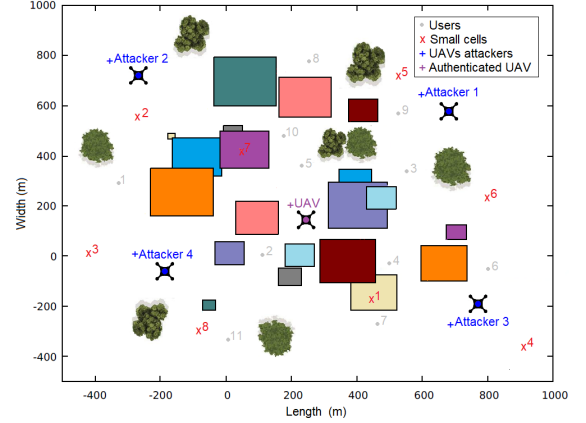 1000
800
600
400
200
0
-200
-400
Width (m)
-400
-200
0
200
400
600
800
1000
Length (m)
Users
x Small cells
+ UAVs attackers
+ Authenticated UAV
+Attacker 2
8
x5
+Attacker 1
x2
9
10
x7
5
3
1
x6
+UAV
x3
+Attacker 4
2
4
6
x1
x8
7
+Attacker 3
11
x4